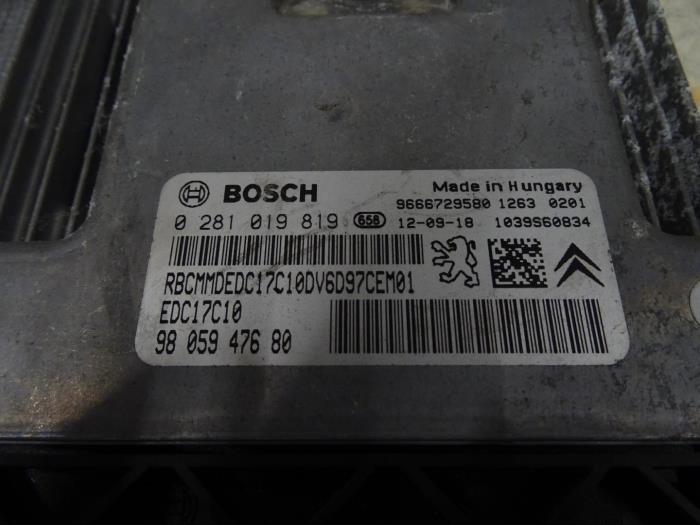 BOSCH Made in Hungary
9666729580 1263 0201
0 281 019 819 658 12-09-18 1039S60834
RBCMMDEDC17C10DV6D97CEM01
EDC17C10
98 059 476 80